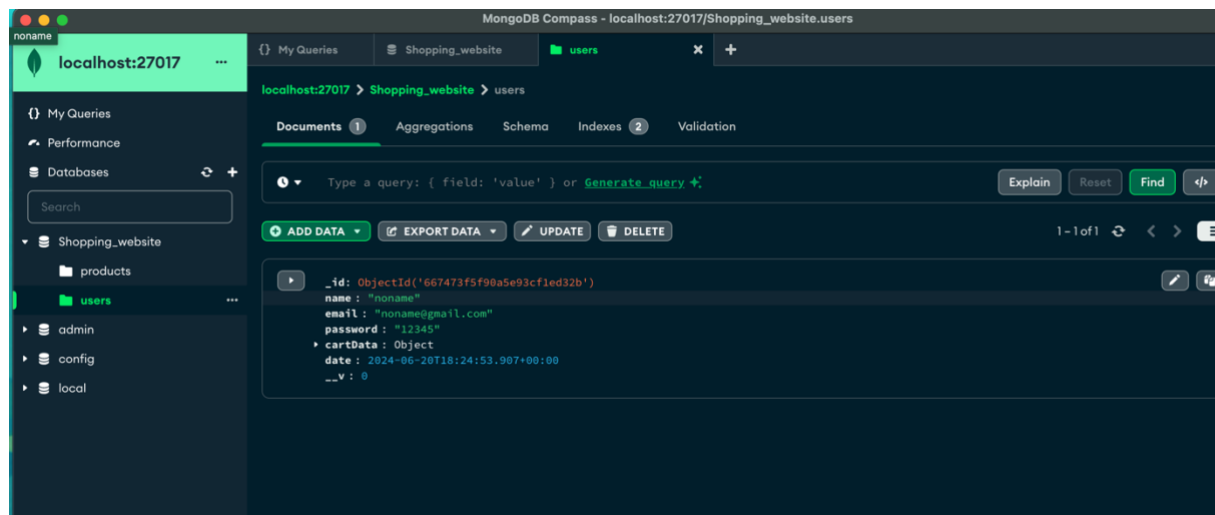 MongoDB Compass - localhost:27017/Shopping_website.users
noname
localhost:27017 ...
{} My Queries
Performance
Databases
Search
Shopping_website
products
users ...
admin
config
local
{} My Queries Shopping_website users
localhost:27017 > Shopping_website > users
Documents 1 Aggregations Schema Indexes 2 Validation
Type a query: { field: 'value' } or Generate query
Explain Reset Find </>
ADD DATA EXPORT DATA UPDATE DELETE
1-1 of 1
_id: ObjectId('667473f5f90a5e93cf1ed32b')
name : "noname"
email : "noname@gmail.com"
password : "12345"
cartData : Object
date : 2024-06-20T18:24:53.907+00:00
__v : 0